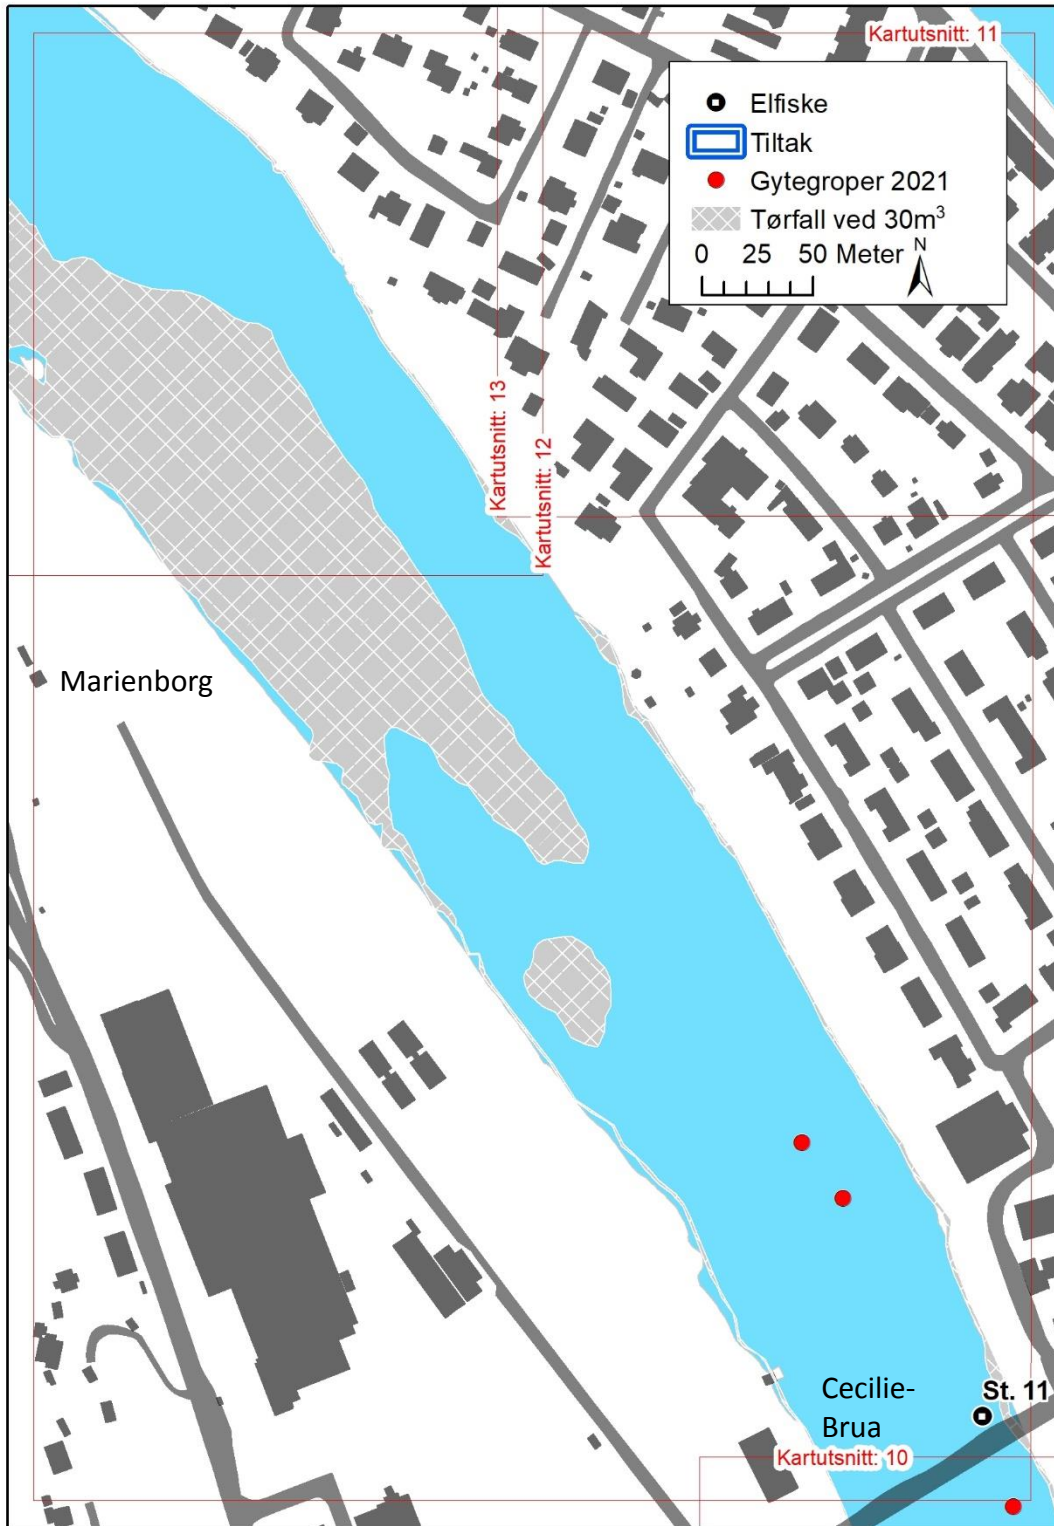 Kartutsnitt: 11
Elfiske
Tiltak
Gytegroper 2021
Tørfall ved 30m³
0 25 50 Meter
N
Kartutsnitt: 13
Kartutsnitt: 12
Marienborg
Cecilie-
Brua
St. 11
Kartutsnitt: 10